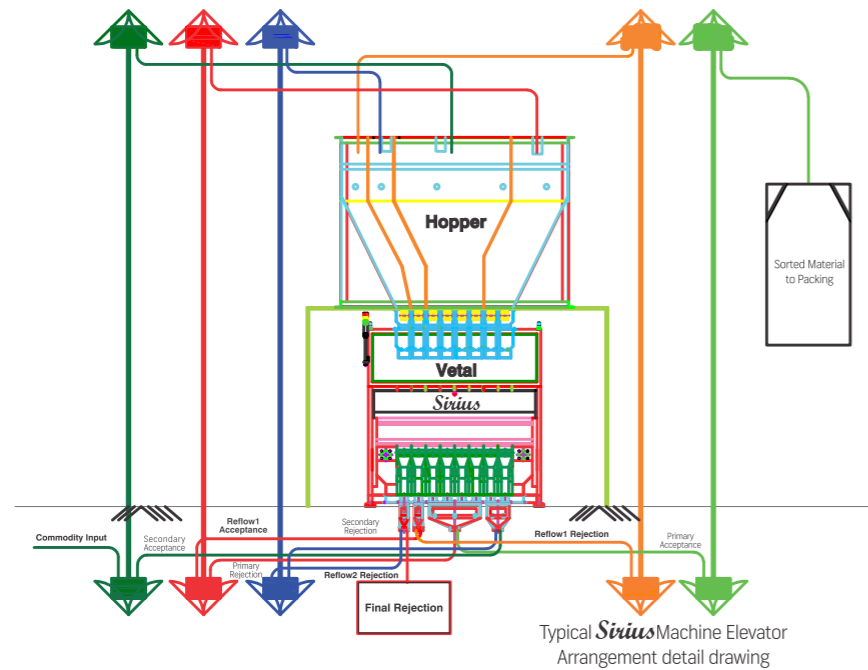 Hopper
Sorted Material
to Packing
Vetal
Sirius
Commodity Input
Secondary
Acceptance
Reflow1
Acceptance
Secondary
Rejection
Primary
Rejection
Reflow2 Rejection
Reflow1 Rejection
Primary
Acceptance
Final Rejection
Typical Sirius Machine Elevator
Arrangement detail drawing